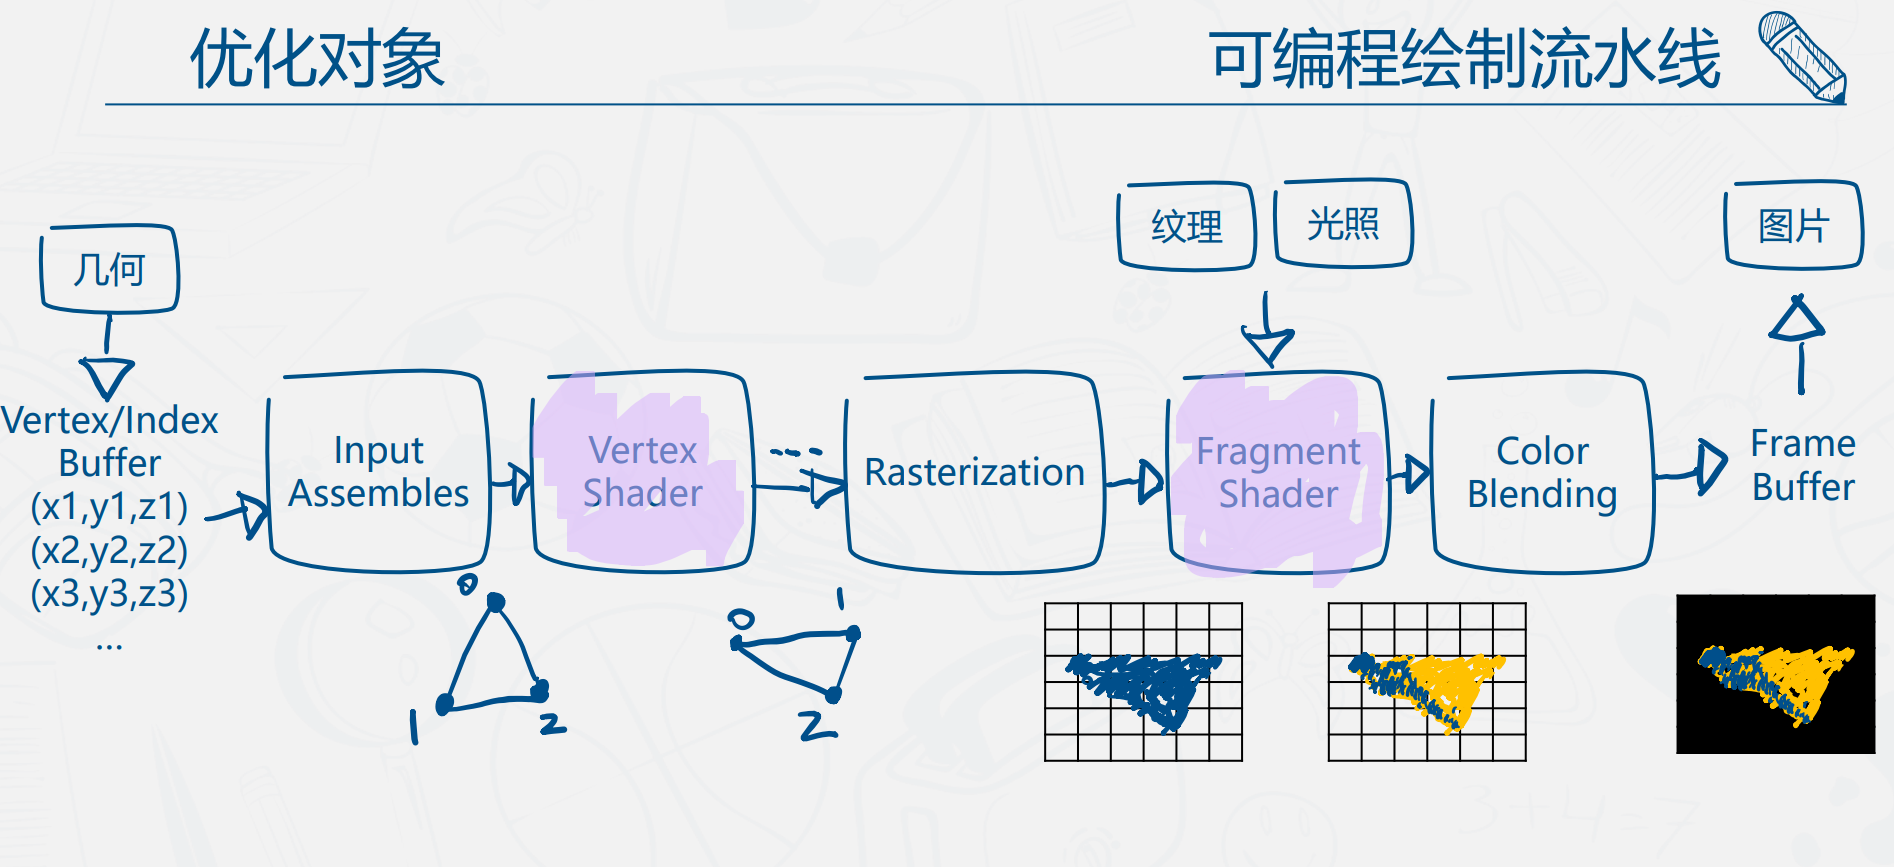 优化对象
可编程绘制流水线
几何
纹理
光照
图片
Vertex/Index
Buffer
(x1,y1,z1)
(x2,y2,z2)
(x3,y3,z3)
...
Input
Assembles
Vertex
Shader
Rasterization
Fragment
Shader
Color
Blending
Frame
Buffer
0
1
2
0
1
2